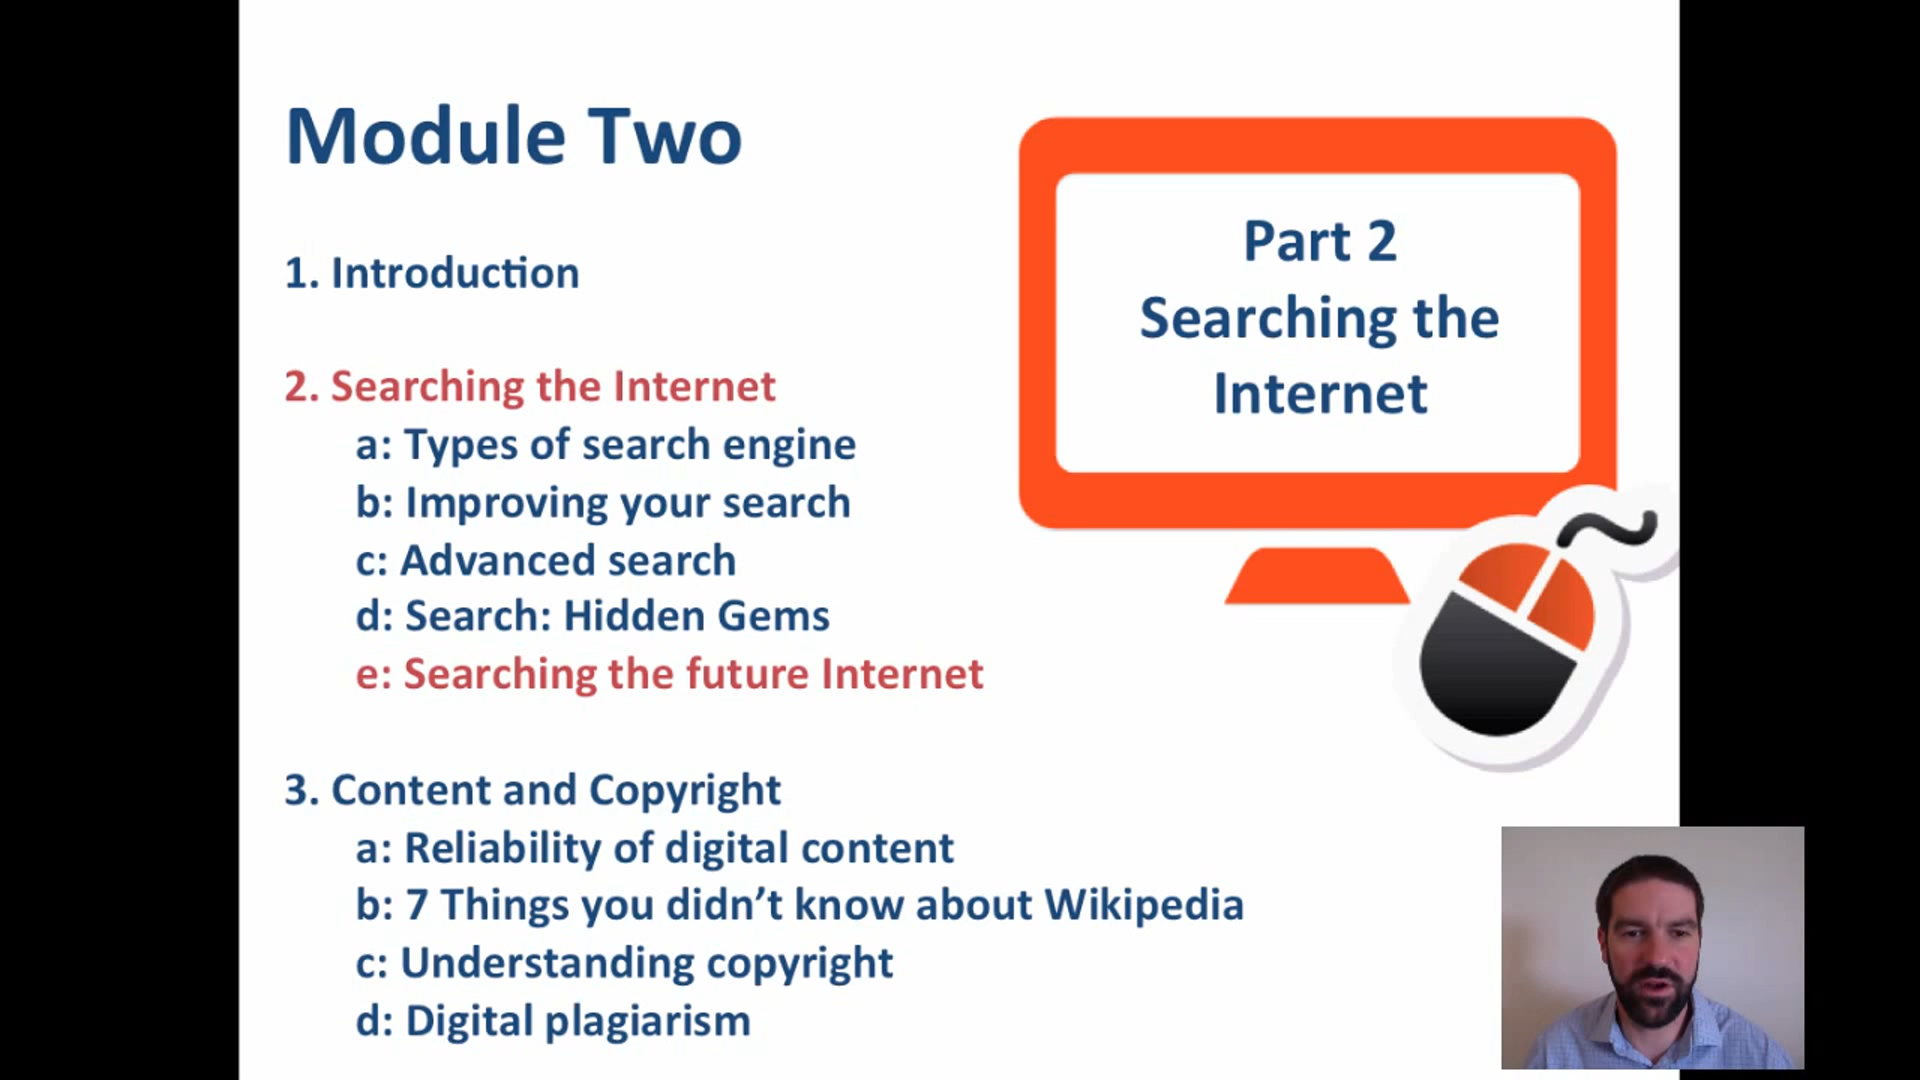 Module Two
1. Introduction
2. Searching the Internet
a: Types of search engine
b: Improving your search
c: Advanced search
d: Search: Hidden Gems
e: Searching the future Internet
3. Content and Copyright
a: Reliability of digital content
b: 7 Things you didn’t know about Wikipedia
c: Understanding copyright
d: Digital plagiarism
Part 2
Searching the
Internet